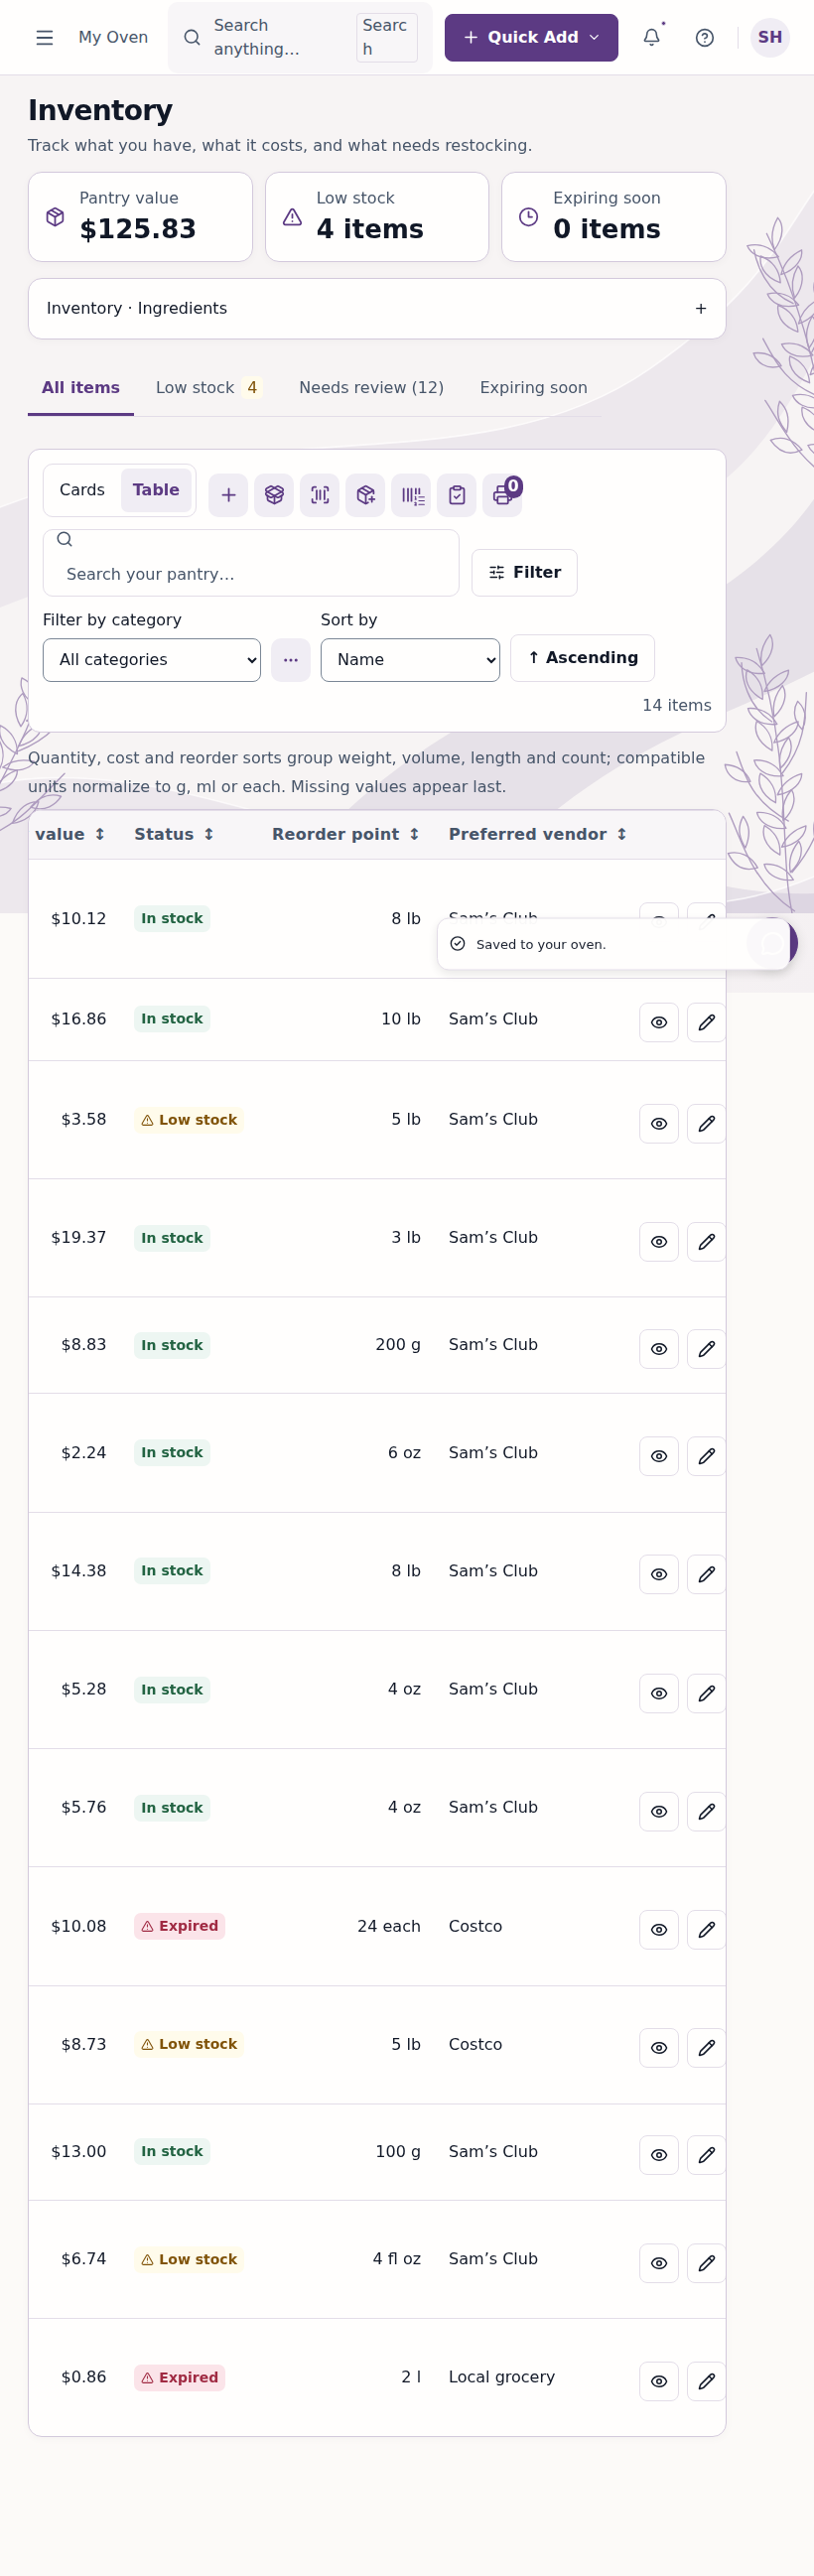 My Oven
Search
anything…
Searc
h
Quick Add
SH
Inventory
Track what you have, what it costs, and what needs restocking.
Pantry value
$125.83
Low stock
4 items
Expiring soon
0 items
Inventory · Ingredients
+
All items
Low stock 4
Needs review (12)
Expiring soon
Cards
Table
0
Search your pantry…
Filter
Filter by category
Sort by
All categories
Name
↑ Ascending
14 items
Quantity, cost and reorder sorts group weight, volume, length and count; compatible
units normalize to g, ml or each. Missing values appear last.
value ↕ Status ↕ Reorder point ↕ Preferred vendor ↕
$10.12 In stock 8 lb Sam’s Club
Saved to your oven.
$16.86 In stock 10 lb Sam’s Club
$3.58 Low stock 5 lb Sam’s Club
$19.37 In stock 3 lb Sam’s Club
$8.83 In stock 200 g Sam’s Club
$2.24 In stock 6 oz Sam’s Club
$14.38 In stock 8 lb Sam’s Club
$5.28 In stock 4 oz Sam’s Club
$5.76 In stock 4 oz Sam’s Club
$10.08 Expired 24 each Costco
$8.73 Low stock 5 lb Costco
$13.00 In stock 100 g Sam’s Club
$6.74 Low stock 4 fl oz Sam’s Club
$0.86 Expired 2 l Local grocery